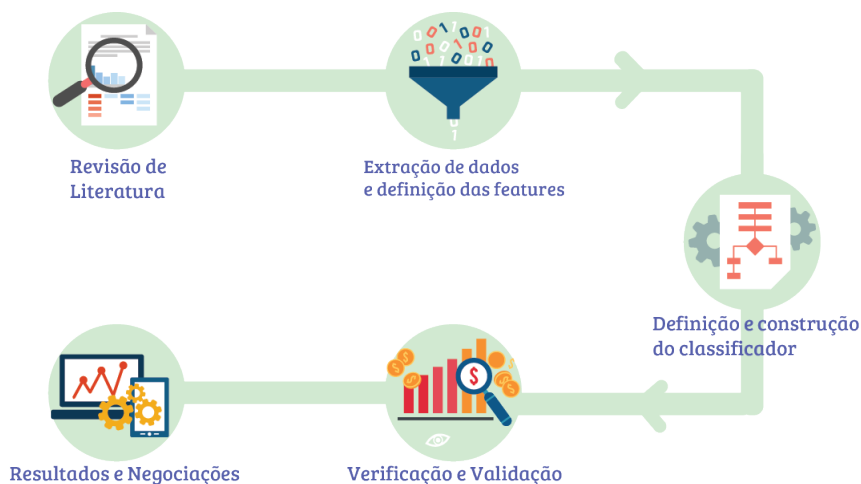 Revisão de
Literatura
Extração de dados
e definição das features
Definição e construção
do classificador
Verificação e Validação
Resultados e Negociações